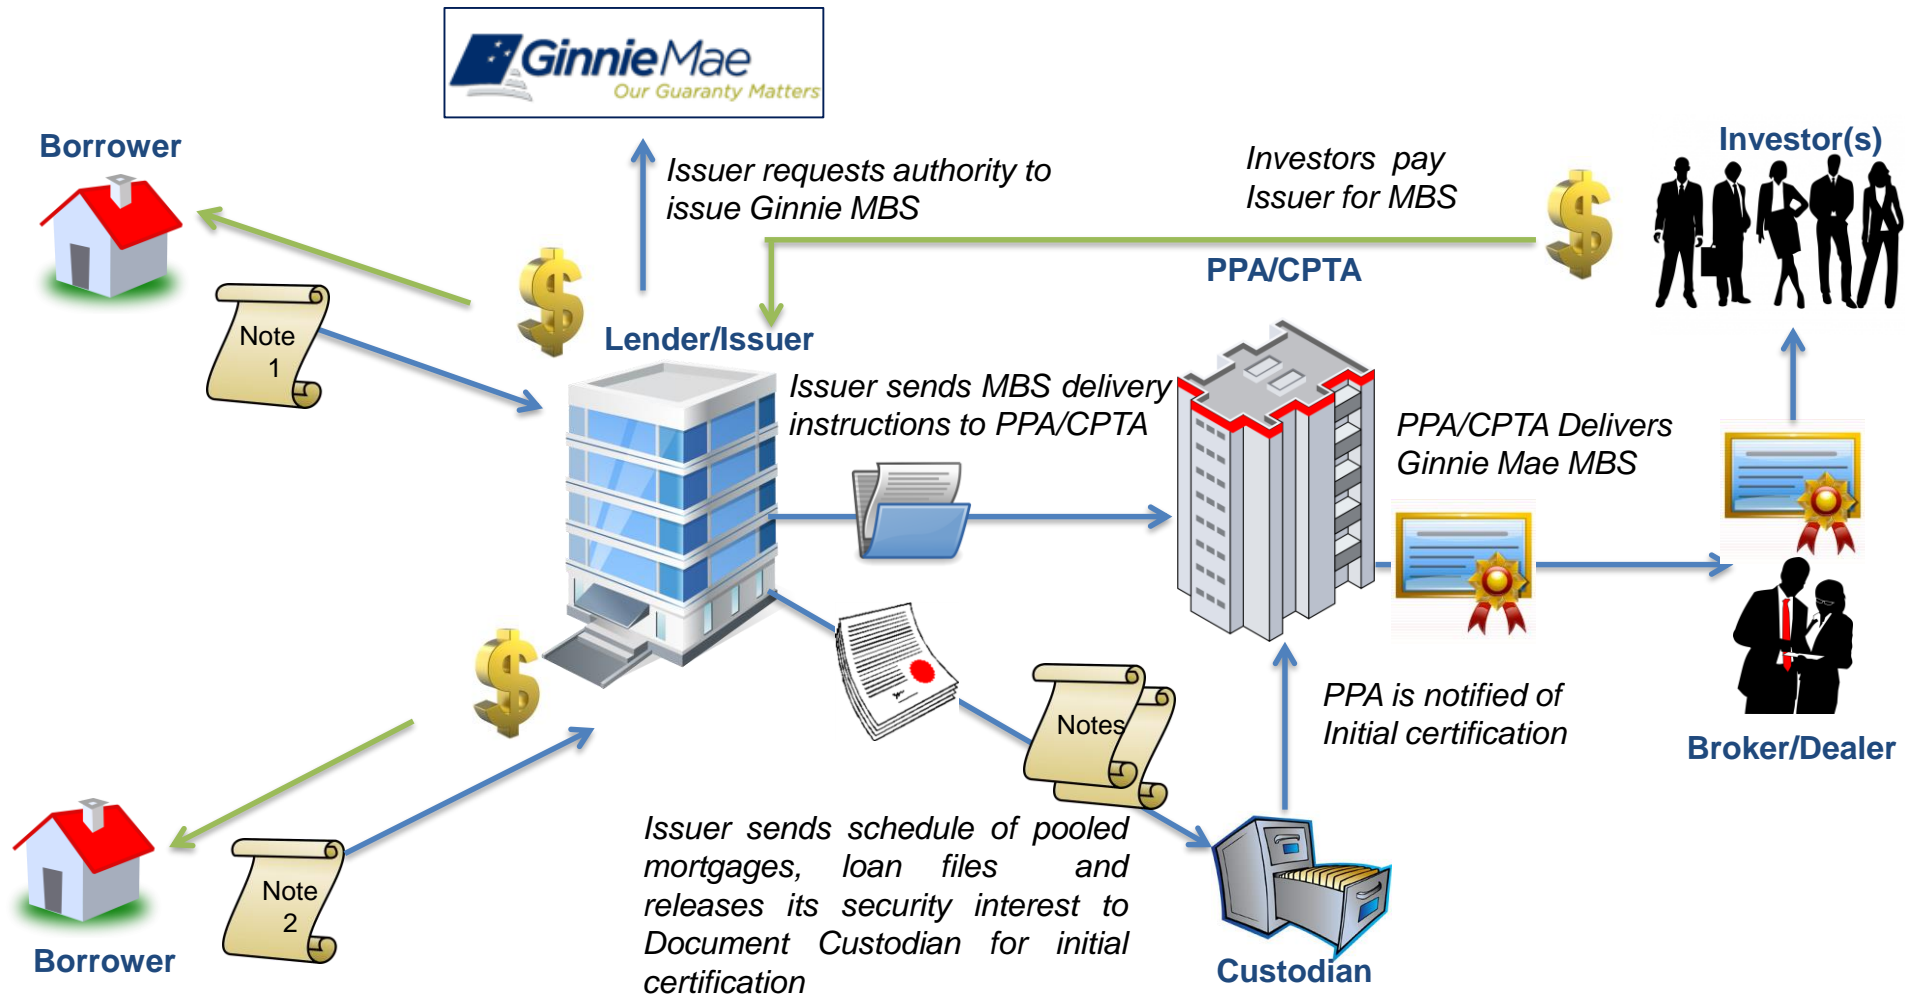 GinnieMae
Our Guaranty Matters
Borrower
Investor(s)
Issuer requests authority to
issue Ginnie MBS
Investors pay
Issuer for MBS
PPA/CPTA
Note
1
Lender/Issuer
Issuer sends MBS delivery
instructions to PPA/CPTA
PPA/CPTA Delivers
Ginnie Mae MBS
Notes
PPA is notified of
Initial certification
Broker/Dealer
Issuer sends schedule of pooled
mortgages, loan files and
releases its security interest to
Document Custodian for initial
certification
Note
2
Borrower
Custodian